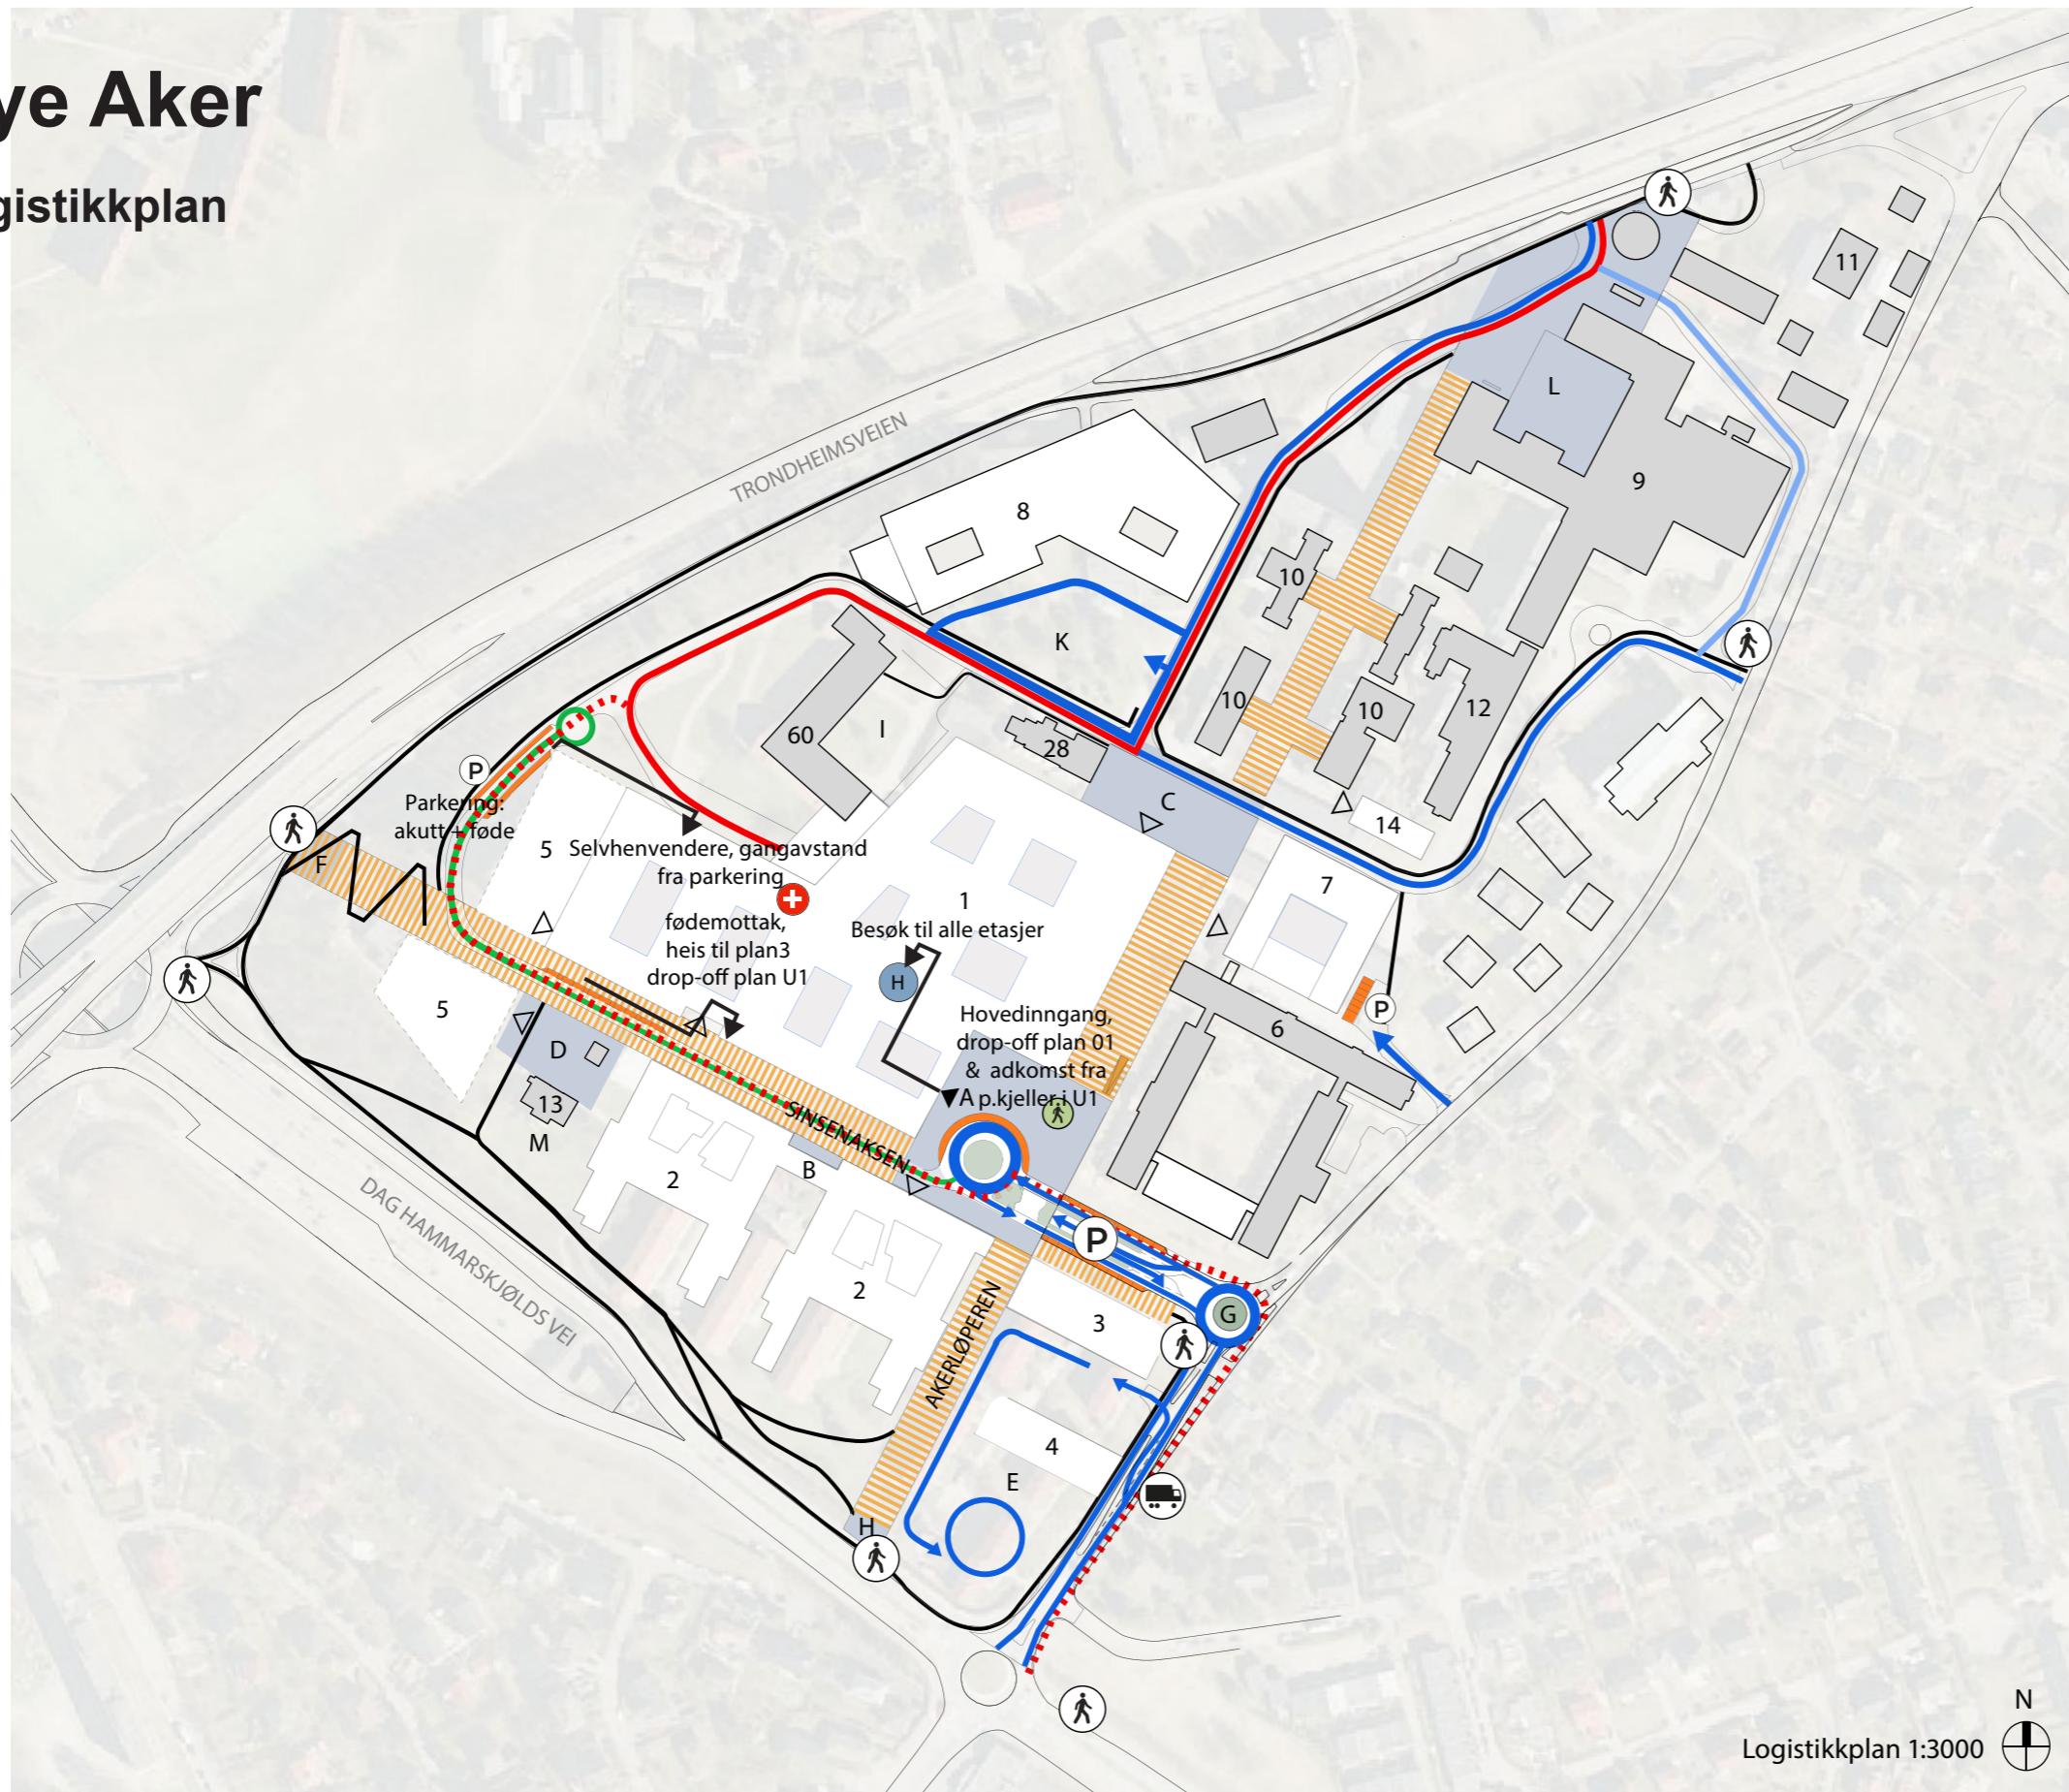 ye Aker
gistikkplan
11
L
9
TRONDHEIMSVEIEN
8
10
K
10
10
12
I
60
28
P
C
Parkering:
akutt + føde
14
5
Selvhenvendere, gangavstand
fra parkering
F
7
1
fødemottak,
heis til plan3
drop-off plan U1
Besøk til alle etasjer
H
5
P
Hovedinngang,
drop-off plan 01
& adkomst fra
A p.kjeller i U1
6
D
13
M
SINSENAKSEN
B
2
DAG HAMMARSKJØLDS VEI
P
2
G
3
AKERLØPEREN
4
E
H
N
Logistikkplan 1:3000